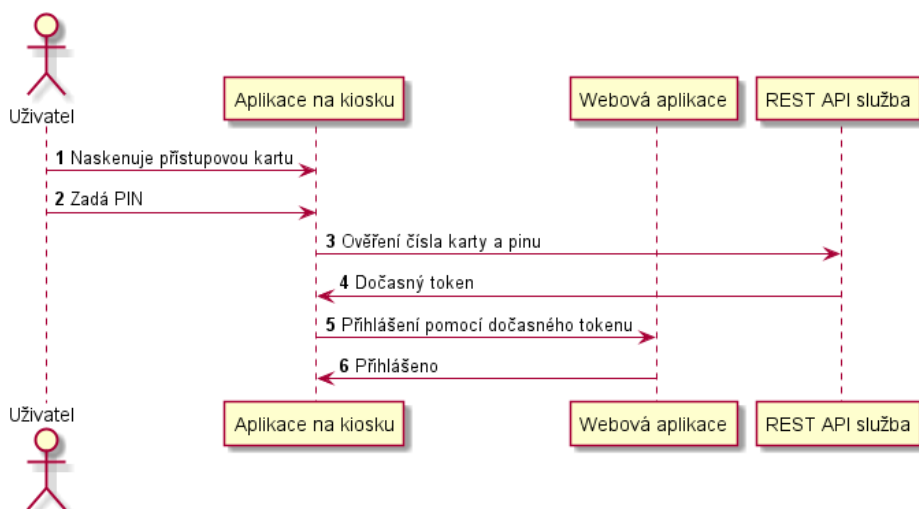 Uživatel
Aplikace na kiosku
Webová aplikace
REST API služba
1 Naskenuje přístupovou kartu
2 Zadá PIN
3 Ověření čísla karty a pinu
4 Dočasný token
5 Přihlášení pomocí dočasného tokenu
6 Přihlášeno
Uživatel
Aplikace na kiosku
Webová aplikace
REST API služba